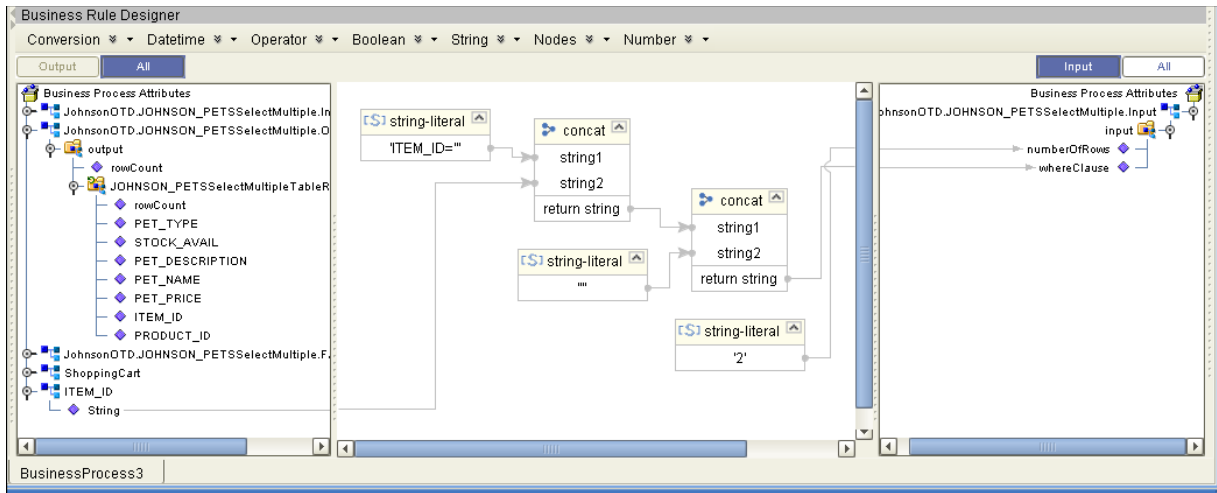 Business Rule Designer
Conversion Datetime Operator Boolean String Nodes Number
Output All Input All
Business Process Attributes
JohnsonOTD.JOHNSON_PETSSelectMultiple.In
JohnsonOTD.JOHNSON_PETSSelectMultiple.O
output
rowCount
JOHNSON_PETSSelectMultipleTableR
rowCount
PET_TYPE
STOCK_AVAIL
PET_DESCRIPTION
PET_NAME
PET_PRICE
ITEM_ID
PRODUCT_ID
JohnsonOTD.JOHNSON_PETSSelectMultiple.F
ShoppingCart
ITEM_ID
String
[S] string-literal
'ITEM_ID='"
concat
string1
string2
return string
concat
string1
string2
return string
[S] string-literal
""
[S] string-literal
'2'
Business Process Attributes
ohnsonOTD.JOHNSON_PETSSelectMultiple.Input
input
numberOfRows
whereClause
BusinessProcess3